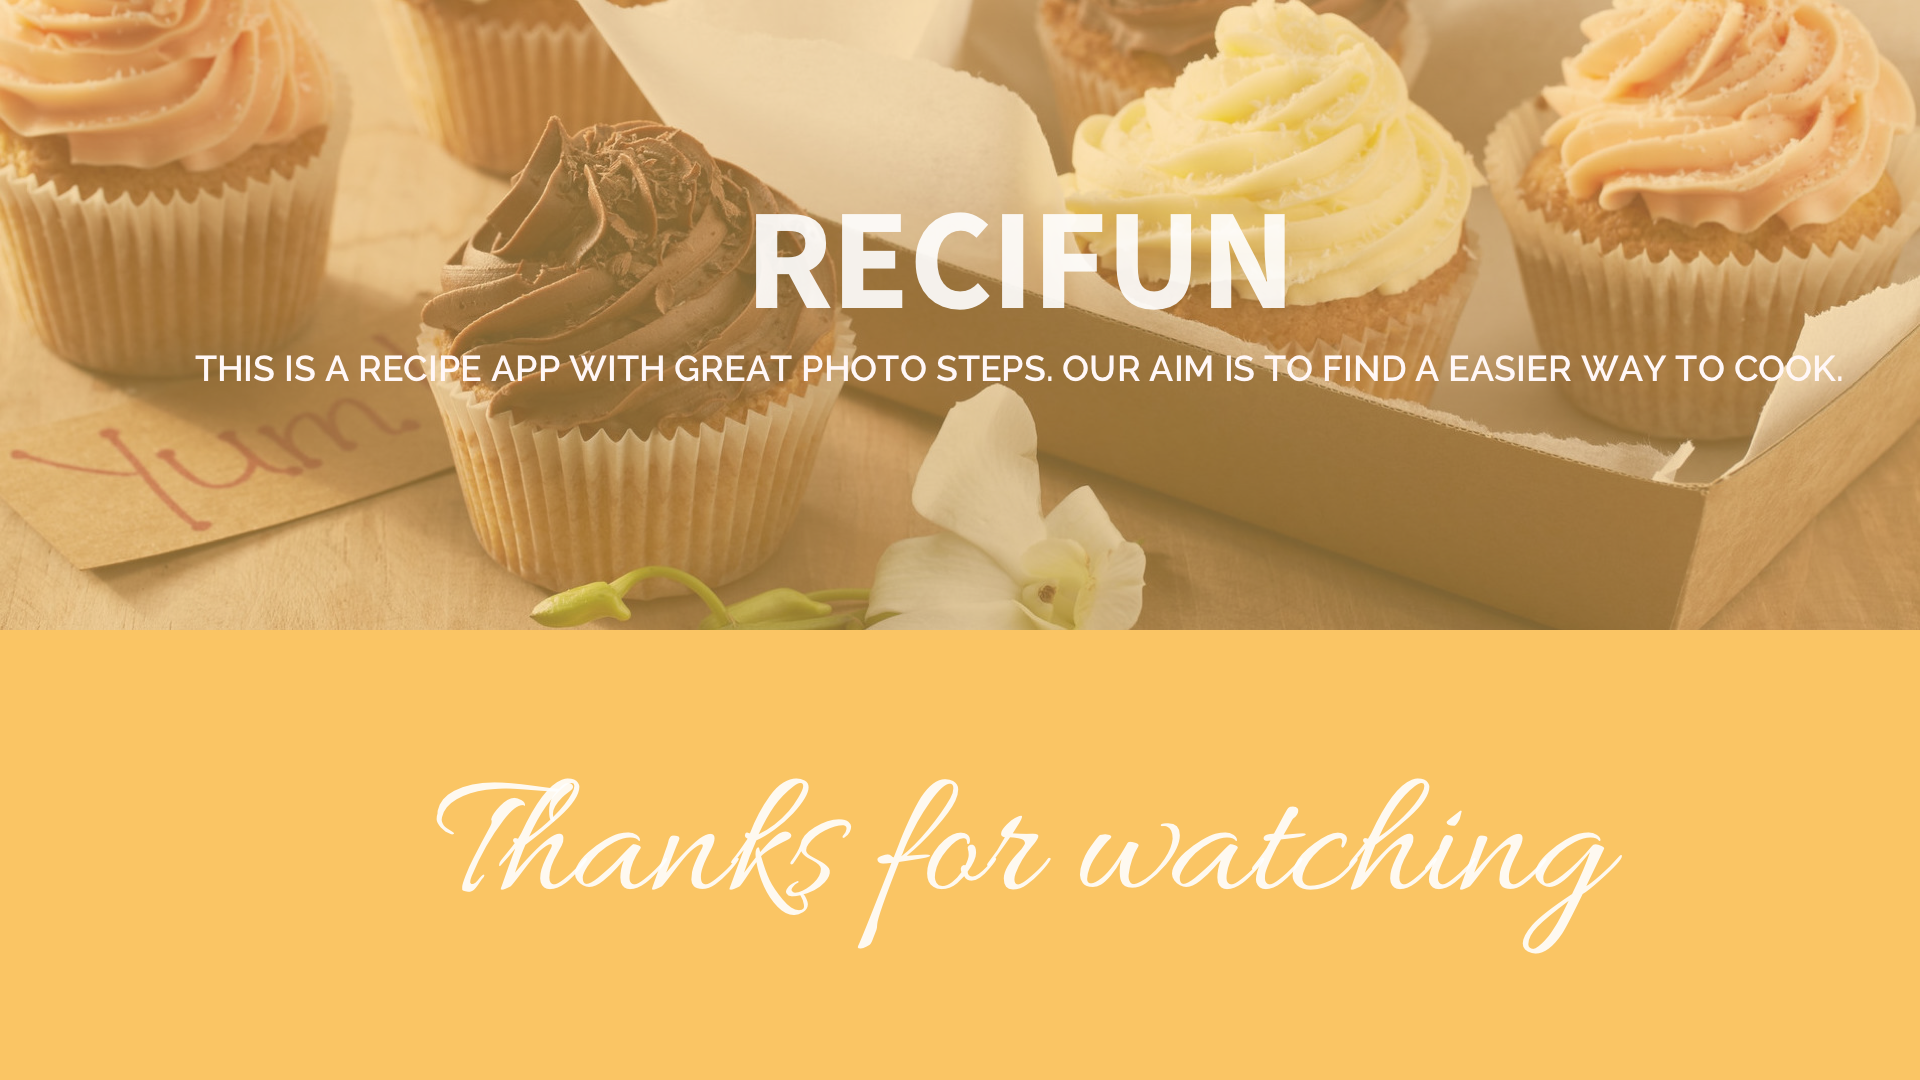 RECIFUN
THIS IS A RECIPE APP WITH GREAT PHOTO STEPS. OUR AIM IS TO FIND A EASIER WAY TO COOK.
Yum!
Thanks for watching